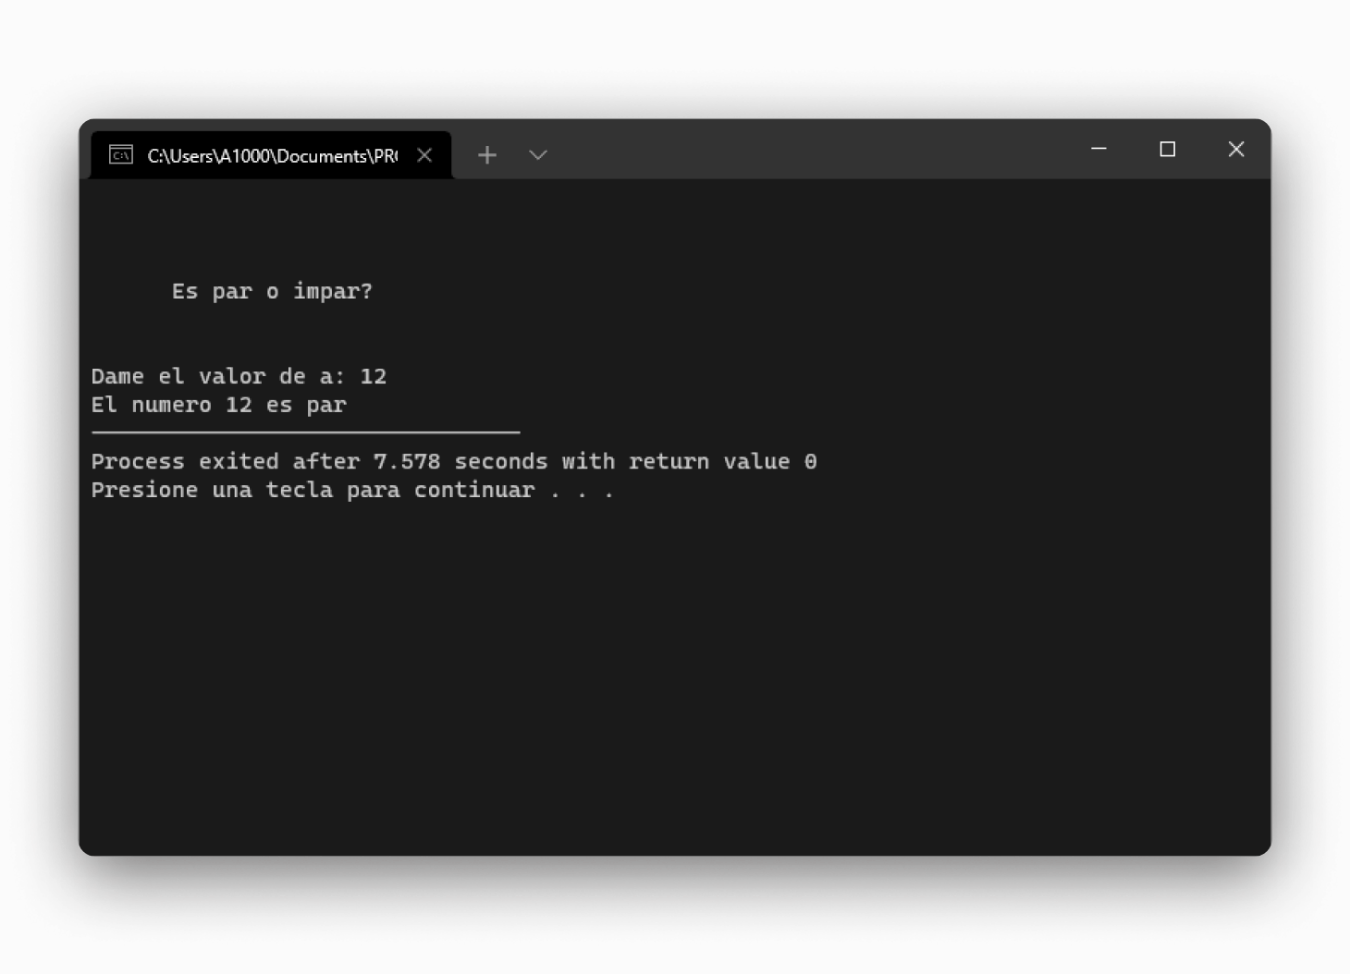 C:\Users\A1000\Documents\PR
Es par o impar?
Dame el valor de a: 12
El numero 12 es par
Process exited after 7.578 seconds with return value 0
Presione una tecla para continuar . . .